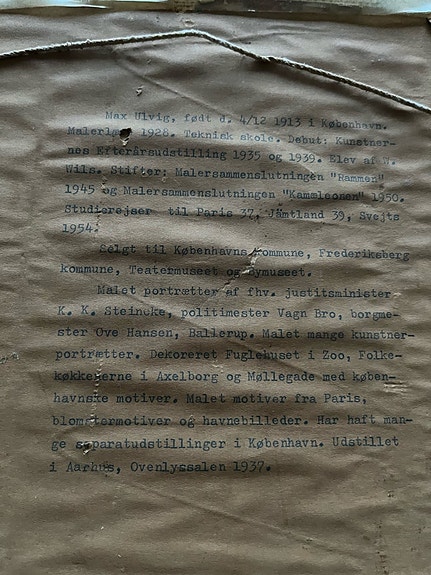 Max Ulvig, født d. 4/12 1913 i København.
Malerlære 1928. Teknisk skole. Debut: Kunstner-
nes Efterårsudstilling 1935 og 1939. Elev af W.
Wils. Stifter: Malersammenslutningen "Rammen"
1945 og Malersammenslutningen "Kamæleonen" 1950.
Studierejser til Paris 37, Jämtland 39, Svejts
1954.
Solgt til Københavns kommune, Frederiksberg
kommune, Teatermuseet og Bymuseet.
Malet portrætter af fhv. justitsminister
K. K. Steincke, politimester Vagn Bro, borgme-
ster Ove Hansen, Ballerup. Malet mange kunstner-
portrætter. Dekoreret Fuglehuset i Zoo, Folke-
køkkenerne i Axelborg og Møllegade med køben-
havnske motiver. Malet motiver fra Paris,
blomstermotiver og havnebilleder. Har haft man-
ge separatudstillinger i København. Udstillet
i Aarhus, Ovenlyssalen 1937.